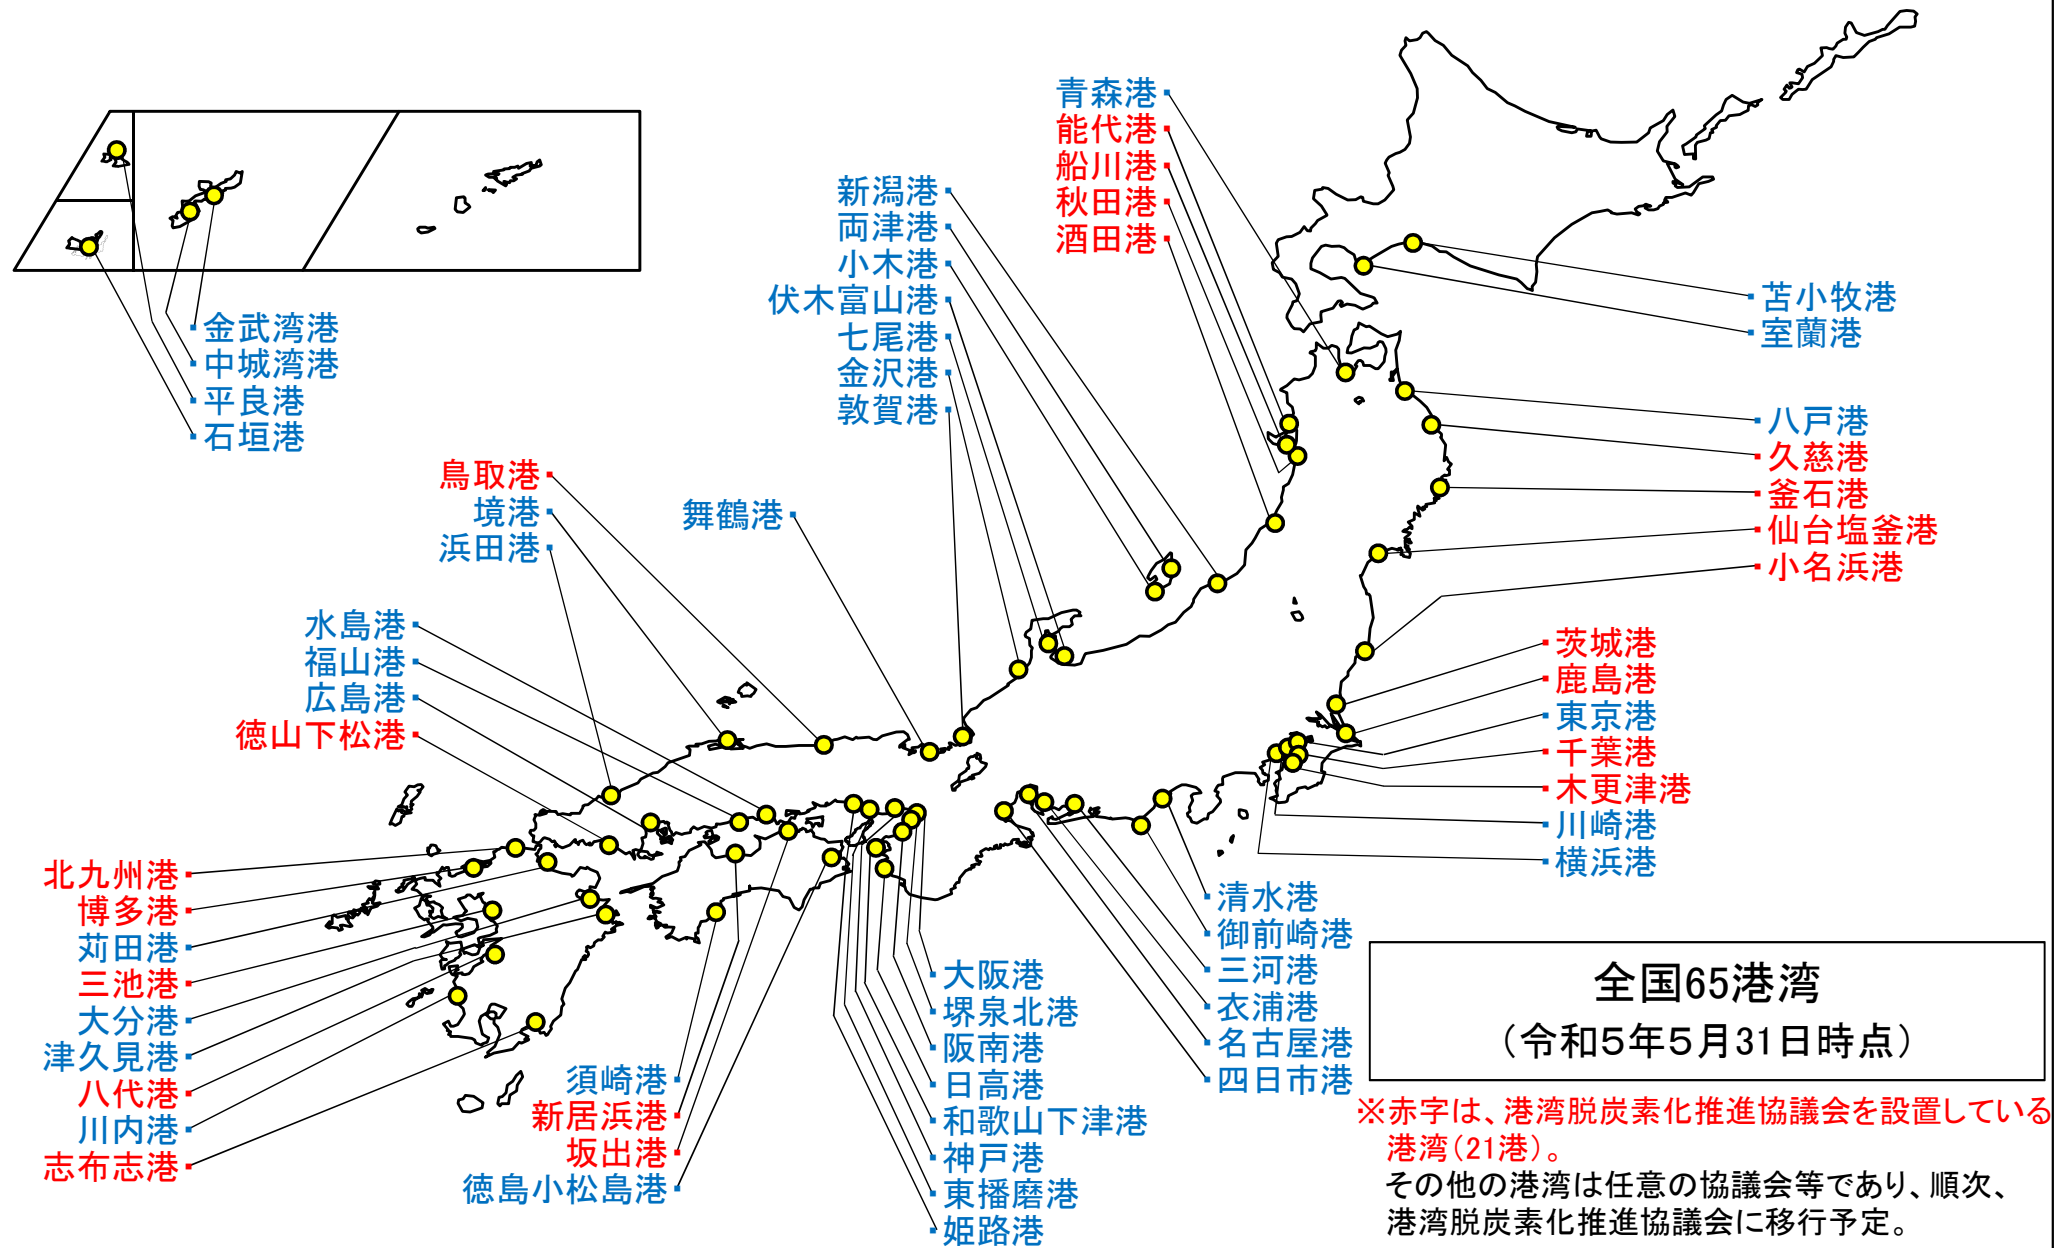 青森港
能代港
船川港
秋田港
酒田港
新潟港
両津港
小木港
伏木富山港
七尾港
金沢港
敦賀港
苫小牧港
室蘭港
金武湾港
中城湾港
平良港
石垣港
八戸港
久慈港
釜石港
仙台塩釜港
小名浜港
鳥取港
境港
浜田港
舞鶴港
水島港
福山港
広島港
徳山下松港
茨城港
鹿島港
東京港
千葉港
木更津港
川崎港
横浜港
北九州港
博多港
苅田港
三池港
大分港
津久見港
八代港
川内港
志布志港
須崎港
新居浜港
坂出港
徳島小松島港
大阪港
堺泉北港
阪南港
日高港
和歌山下津港
神戸港
東播磨港
姫路港
清水港
御前崎港
三河港
衣浦港
名古屋港
四日市港
全国65港湾
（令和5年5月31日時点）
※赤字は、港湾脱炭素化推進協議会を設置している
港湾（21港）。
その他の港湾は任意の協議会等であり、順次、
港湾脱炭素化推進協議会に移行予定。